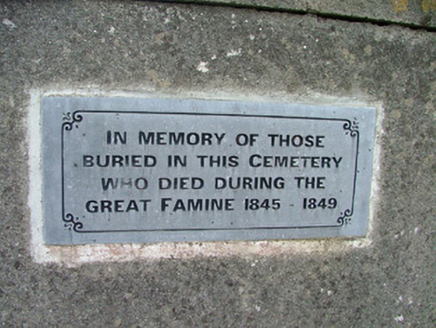 IN MEMORY OF THOSE
BURIED IN THIS CEMETERY
WHO DIED DURING THE
GREAT FAMINE 1845 - 1849